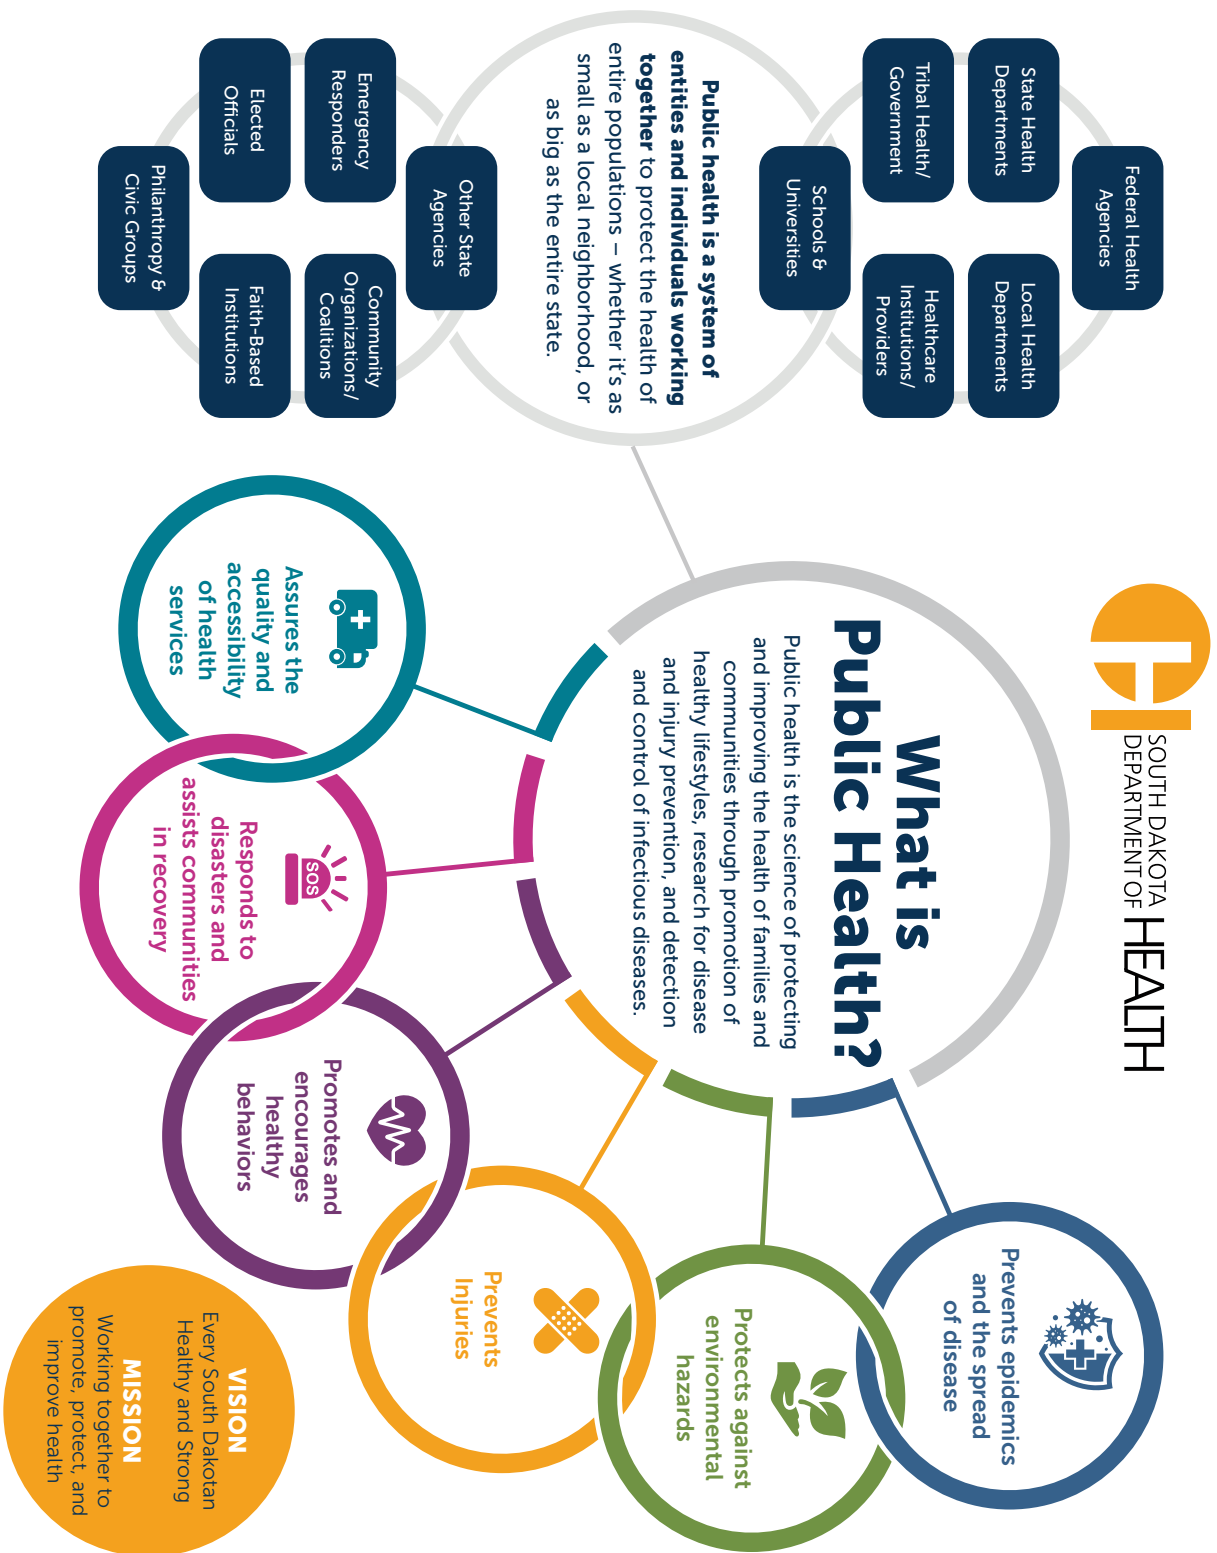 SOUTH DAKOTA
DEPARTMENT OF HEALTH
What is
Public Health?
Public health is the science of protecting
and improving the health of families and
communities through promotion of
healthy lifestyles, research for disease
and injury prevention, and detection
and control of infectious diseases.
Federal Health
Agencies
State Health
Departments
Local Health
Departments
Tribal Health/
Government
Healthcare
Institutions/
Providers
Schools &
Universities
Public health is a system of
entities and individuals working
together to protect the health of
entire populations – whether it's as
small as a local neighborhood, or
as big as the entire state.
Other State
Agencies
Emergency
Responders
Community
Organizations/
Coalitions
Elected
Officials
Faith-Based
Institutions
Philanthropy &
Civic Groups
Prevents epidemics
and the spread
of disease
Protects against
environmental
hazards
Prevents
Injuries
Promotes and
encourages
healthy
behaviors
SOS
Responds to
disasters and
assists communities
in recovery
Assures the
quality and
accessibility
of health
services
VISION
Every South Dakotan
Healthy and Strong
MISSION
Working together to
promote, protect, and
improve health